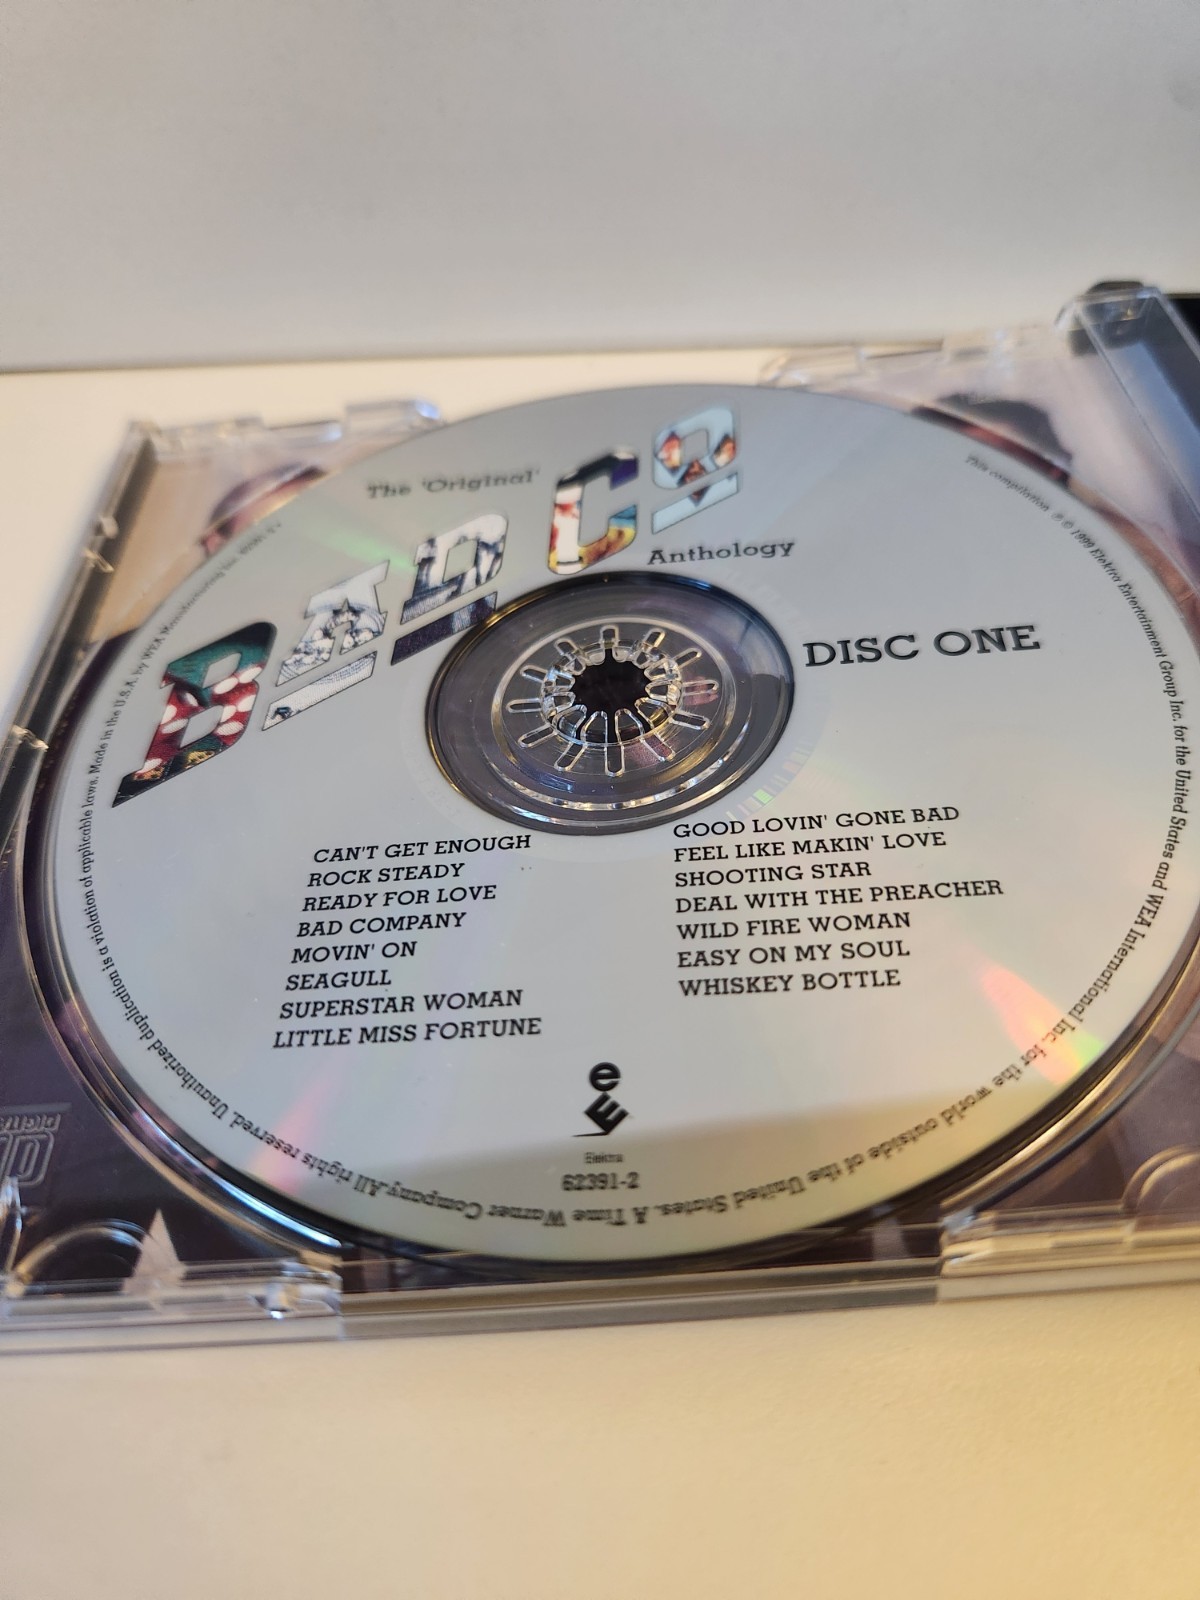 The 'Original'
BAD CO
Anthology
DISC ONE
CAN'T GET ENOUGH
ROCK STEADY
READY FOR LOVE
BAD COMPANY
MOVIN' ON
SEAGULL
SUPERSTAR WOMAN
LITTLE MISS FORTUNE
GOOD LOVIN' GONE BAD
FEEL LIKE MAKIN' LOVE
SHOOTING STAR
DEAL WITH THE PREACHER
WILD FIRE WOMAN
EASY ON MY SOUL
WHISKEY BOTTLE
e
E
Elektra
62391-2
This compilation ℗ © 1999 Elektra Entertainment Group Inc. for the United States and WEA International Inc. for the world outside of the United States. A Time Warner Company. All rights reserved. Unauthorized duplication is a violation of applicable laws. Made in the U.S.A. by WEA Manufacturing Inc.